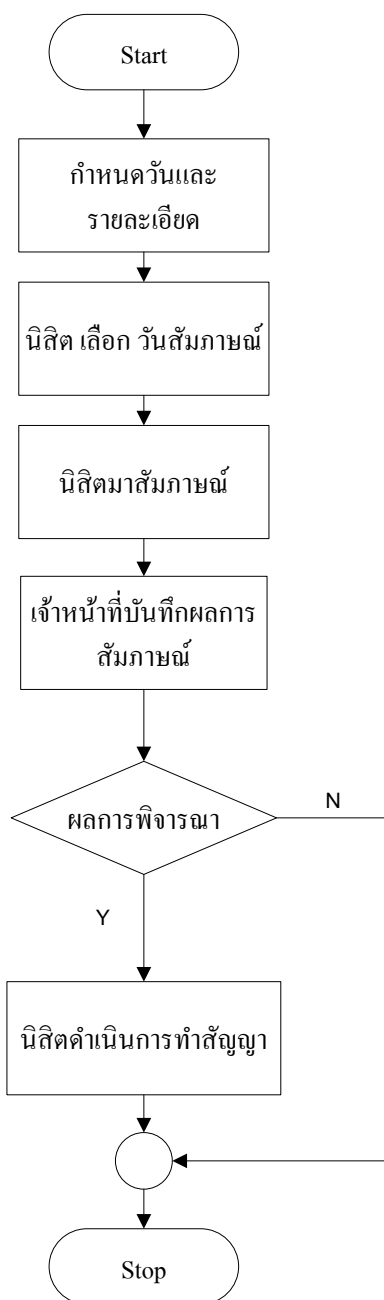 Start
กำหนดวันและ
รายละเอียด
นิสิต เลือก วันสัมภาษณ์
นิสิตมาสัมภาษณ์
เจ้าหน้าที่บันทึกผลการ
สัมภาษณ์
ผลการพิจารณา
N
Y
นิสิตดำเนินการทำสัญญา
Stop